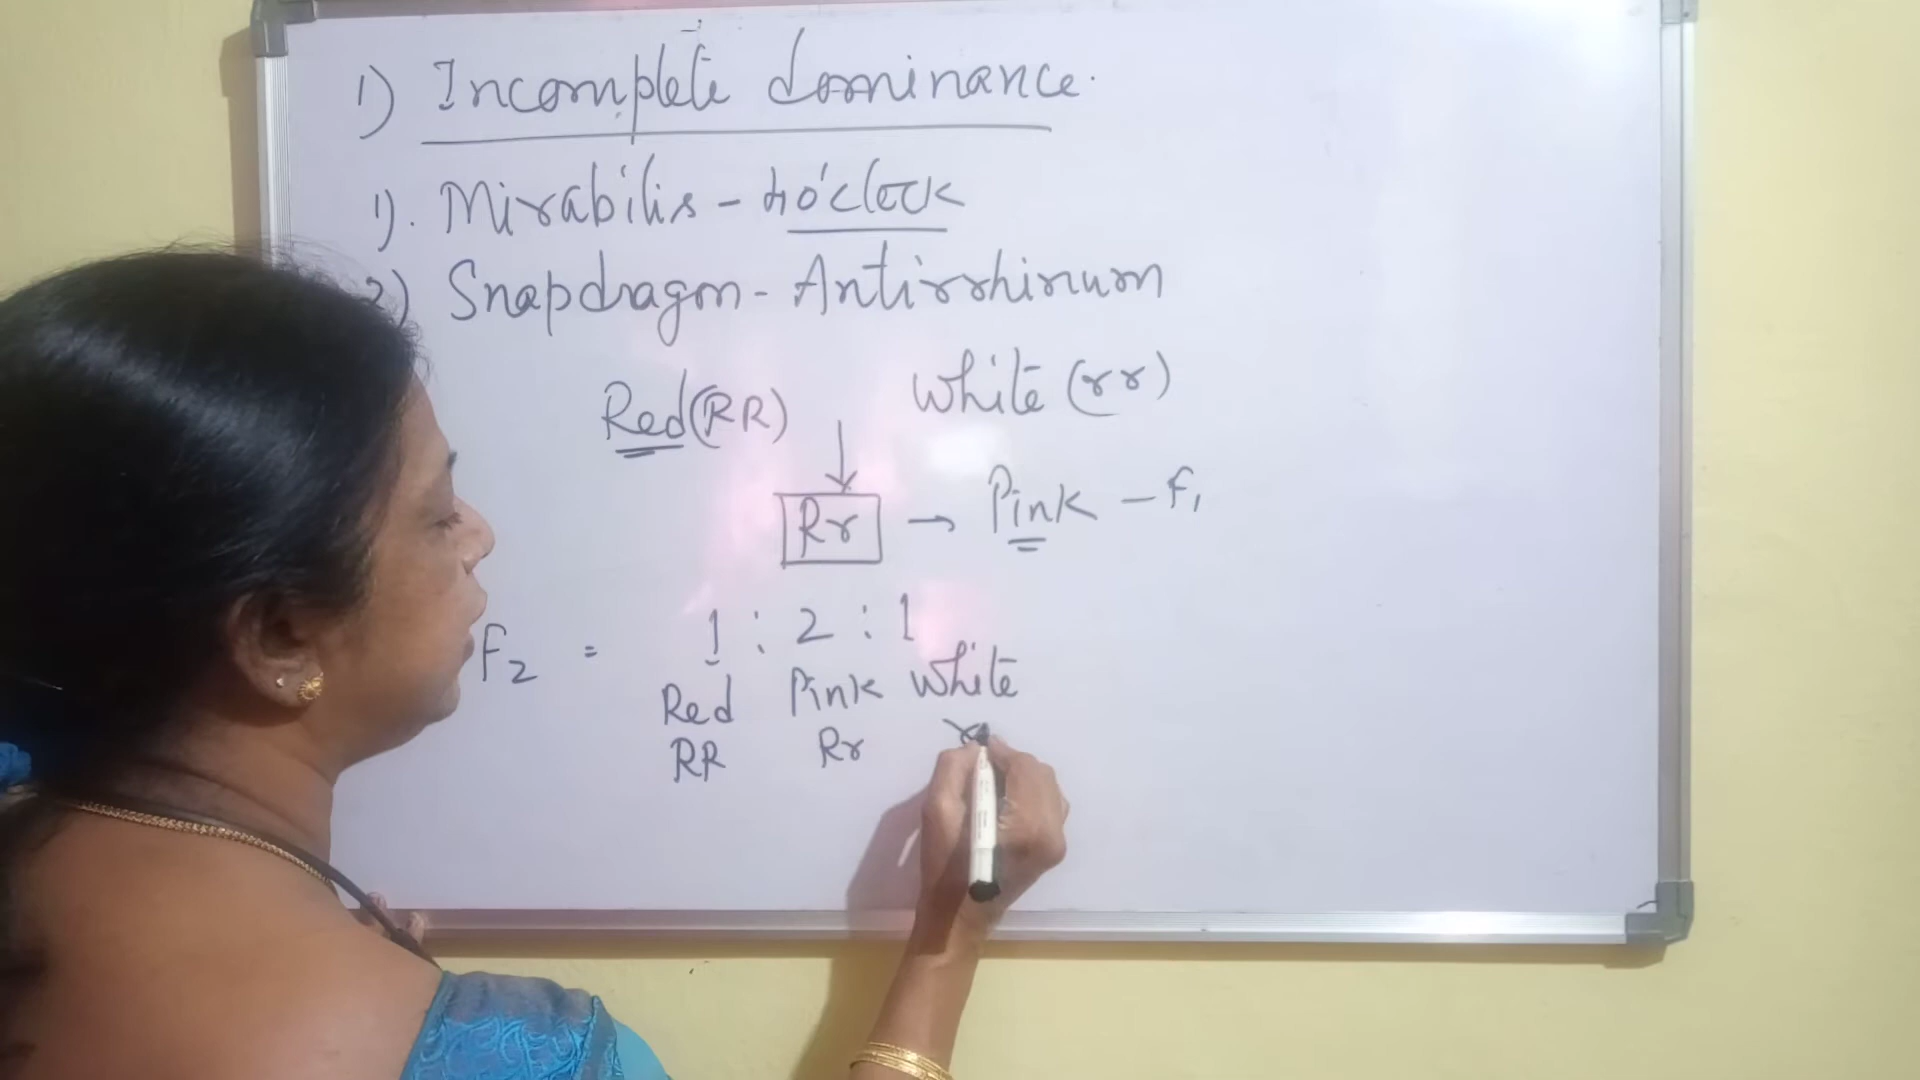 1) Incomplete dominance.
1). Mirabilis - 4o'clock
2) Snapdragon - Antirrhinum
Red (RR) White (rr)
Rr → Pink - F1
F2 = 1 : 2 : 1
Red Pink White
RR Rr r